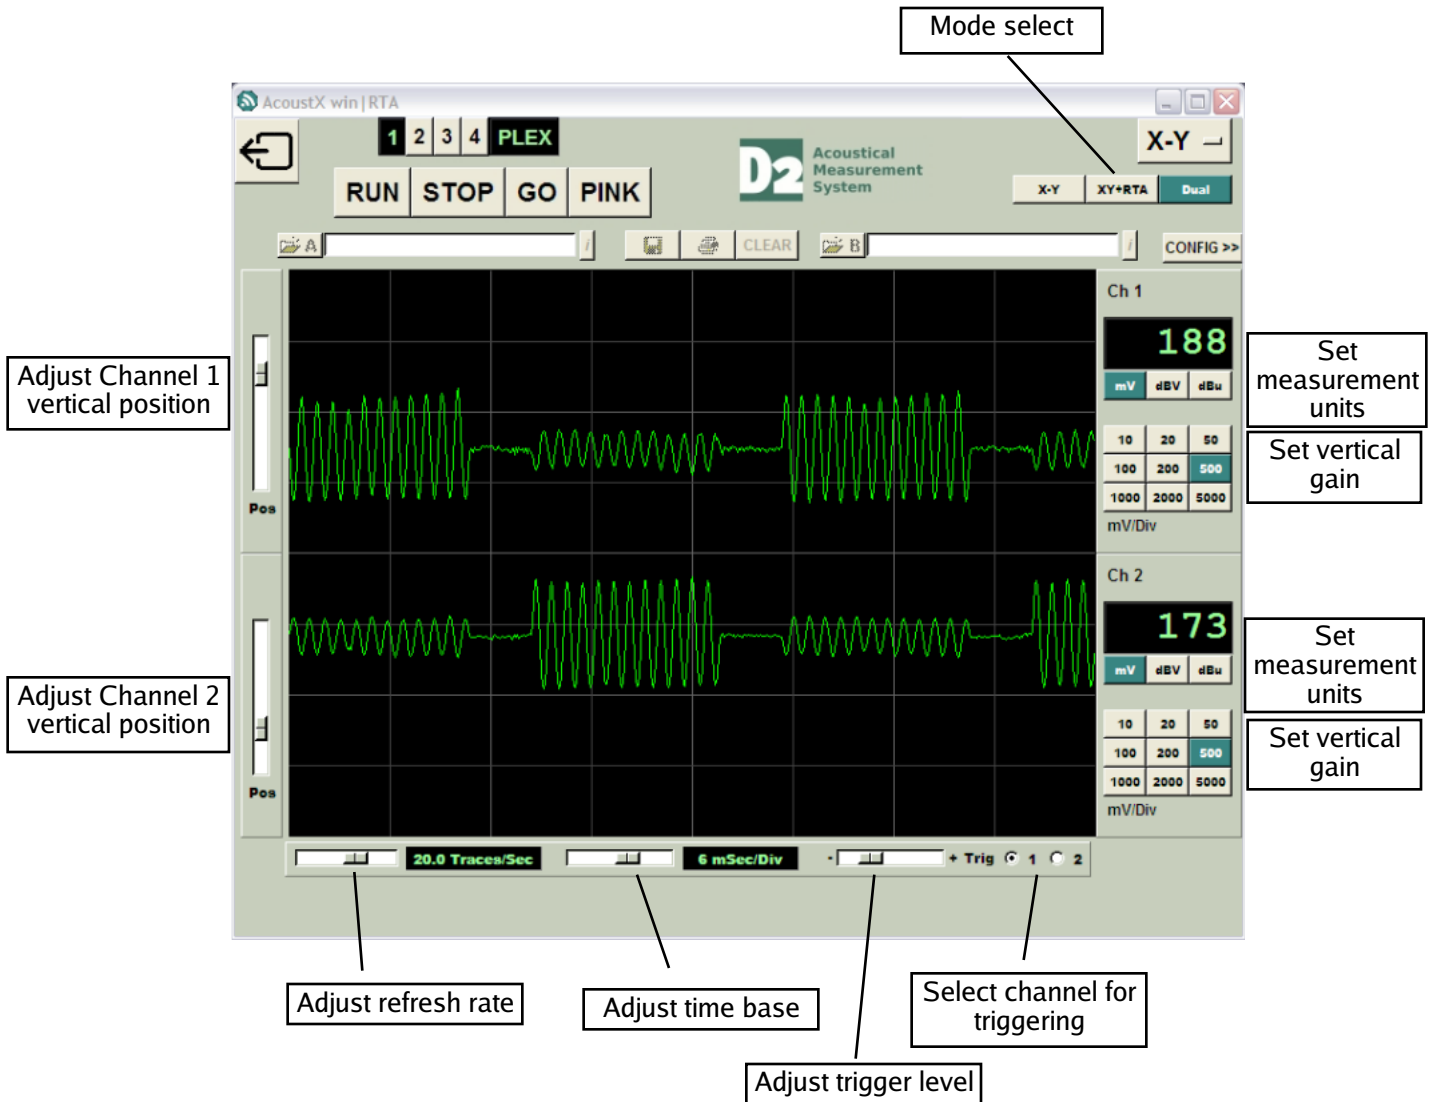 Mode select
AcoustX win|RTA
1 2 3 4 PLEX
X-Y
RUN STOP GO PINK
D2 Acoustical
Measurement
System
X-Y XY+RTA Dual
A i CLEAR B i CONFIG >>
Ch 1
188
mV dBV dBu
10 20 50
100 200 500
1000 2000 5000
mV/Div
Adjust Channel 1
vertical position
Pos
Set
measurement
units
Set vertical
gain
Ch 2
173
mV dBV dBu
10 20 50
100 200 500
1000 2000 5000
mV/Div
Adjust Channel 2
vertical position
Pos
Set
measurement
units
Set vertical
gain
20.0 Traces/Sec 6 mSec/Div - + Trig 1 2
Adjust refresh rate
Adjust time base
Select channel for
triggering
Adjust trigger level